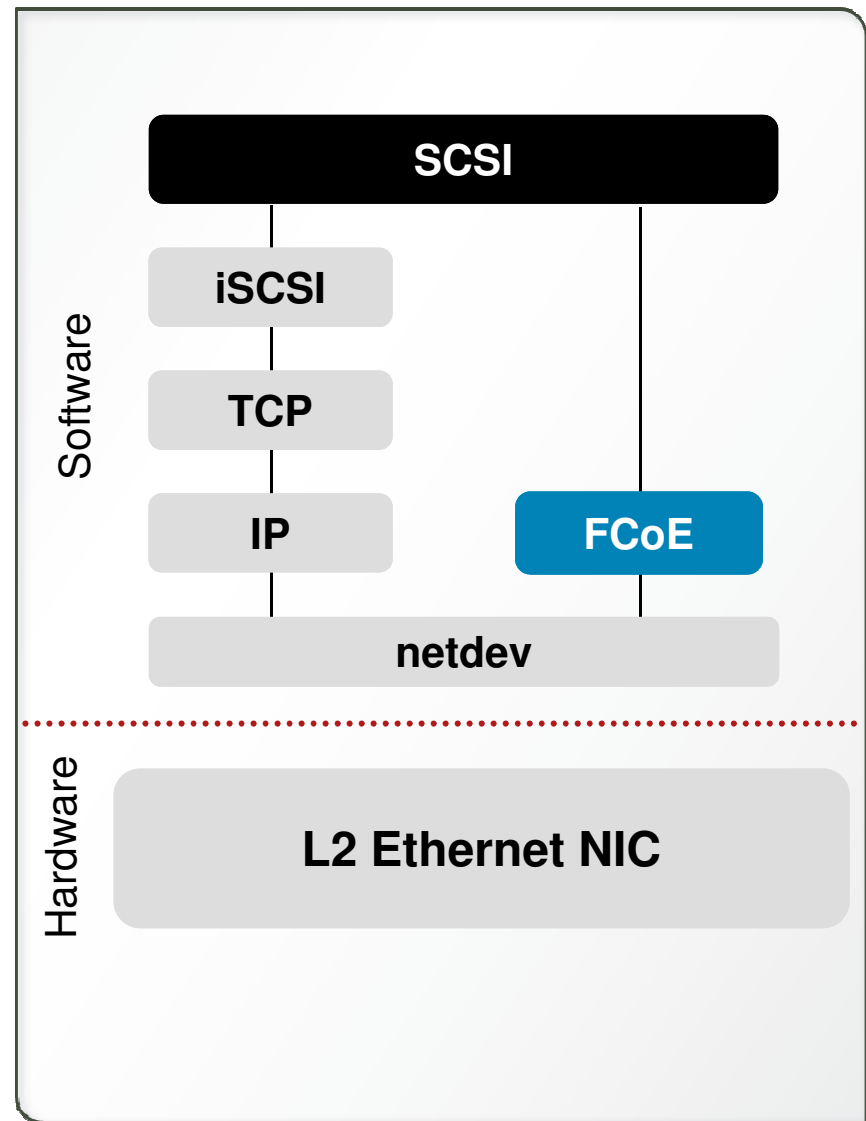 SCSI
iSCSI
TCP
IP
FCoE
netdev
Software
L2 Ethernet NIC
Hardware